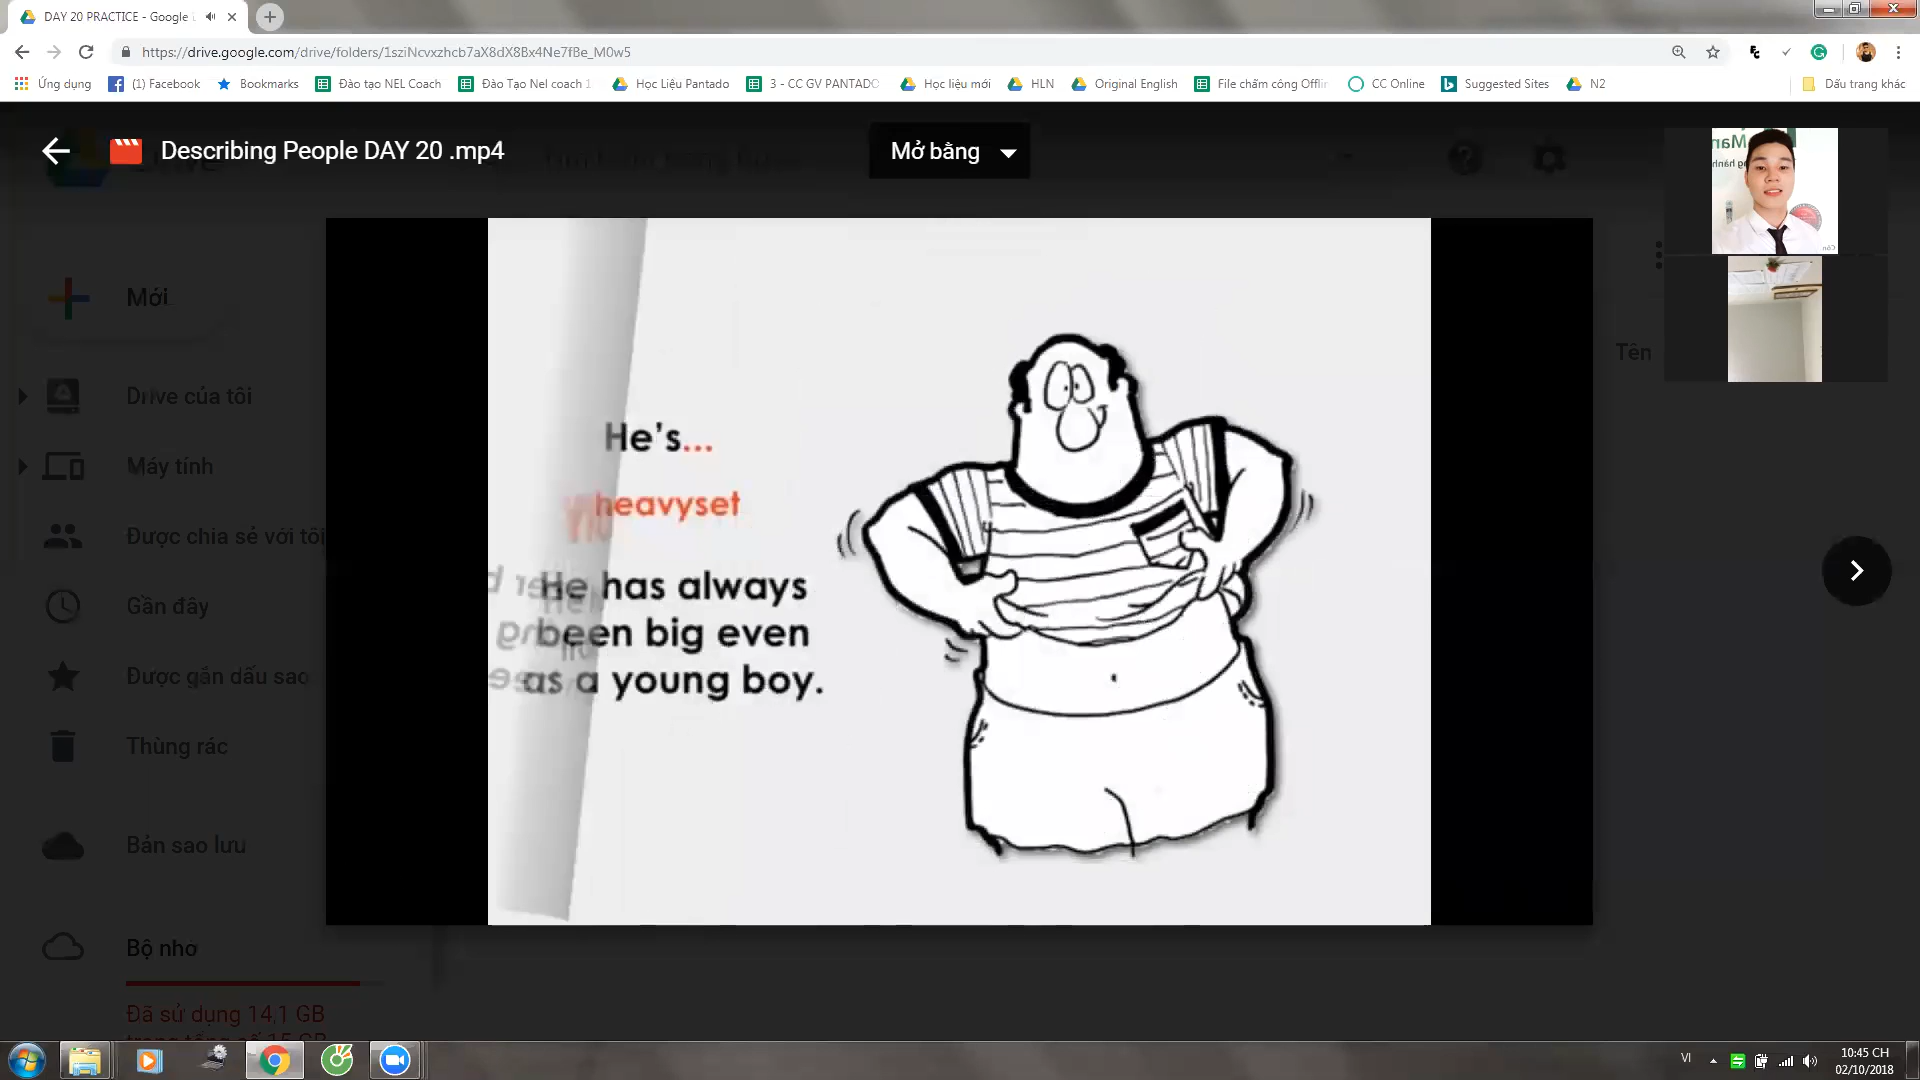 DAY 20 PRACTICE - Google
https://drive.google.com/drive/folders/1sziNcvxzhcb7aX8dX8Bx4Ne7fBe_M0w5
Ứng dụng
(1) Facebook
Bookmarks
Đào tạo NEL Coach
Đào Tạo Nel coach 1
Học Liệu Pantado
3 - CC GV PANTADO
Học liệu mới
HLN
Original English
File chấm công Offlin
CC Online
Suggested Sites
N2
Dấu trang khác
Describing People DAY 20 .mp4
Mở bằng
Mới
Drive của tôi
Máy tính
Được chia sẻ với tôi
Gần đây
Được gắn dấu sao
Thùng rác
Bản sao lưu
Bộ nhớ
Đã sử dụng 14,1 GB
trong tổng số 15 GB
Tên
He's...
heavyset
He has always
been big even
as a young boy.
VI
10:45 CH
02/10/2018